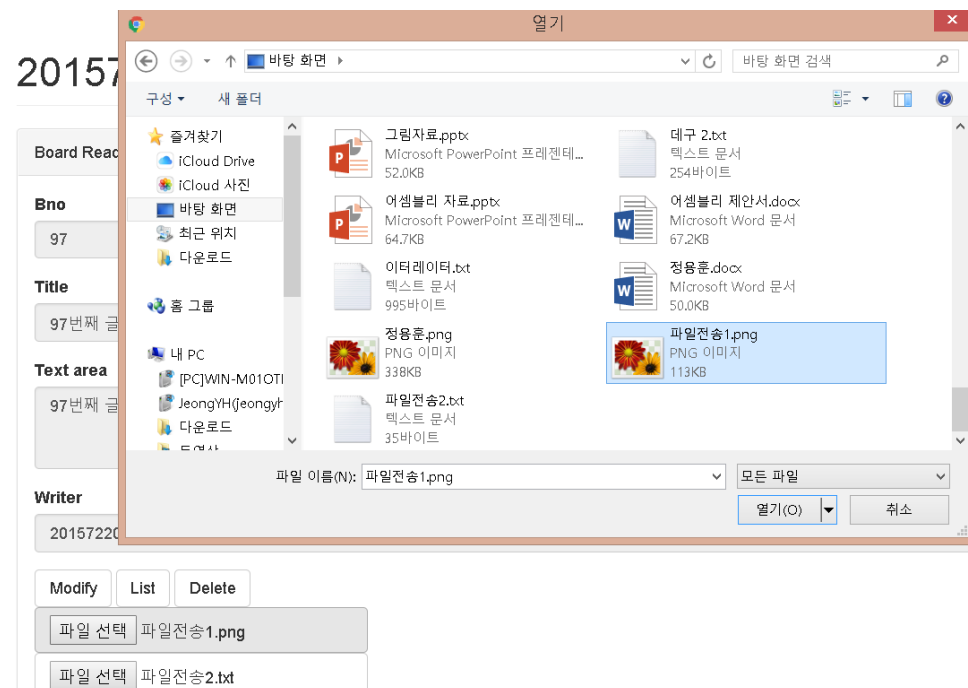 열기
20157
바탕 화면
바탕 화면 검색
구성
새 폴더
즐겨찾기
iCloud Drive
iCloud 사진
바탕 화면
최근 위치
다운로드
홈 그룹
내 PC
[PC]WIN-M01OTI
JeongYH(jeongyh
다운로드
그림자료.pptx
Microsoft PowerPoint 프레젠테...
52.0KB
데구 2.txt
텍스트 문서
254바이트
어셈블리 자료.pptx
Microsoft PowerPoint 프레젠테...
64.7KB
어셈블리 제안서.docx
Microsoft Word 문서
67.2KB
이터레이터.txt
텍스트 문서
995바이트
정용훈.docx
Microsoft Word 문서
50.0KB
정용훈.png
PNG 이미지
338KB
파일전송1.png
PNG 이미지
113KB
파일전송2.txt
텍스트 문서
35바이트
파일 이름(N): 파일전송1.png
모든 파일
열기(O)
취소
Board Read
Bno
97
Title
97번째 글
Text area
97번째 글
Writer
20157220
Modify List Delete
파일 선택 파일전송1.png
파일 선택 파일전송2.txt